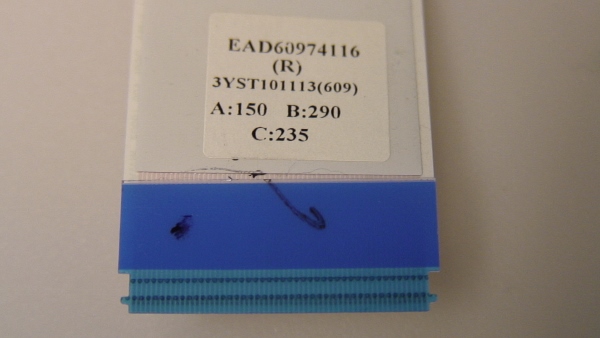 EAD60974116
(R)
3YST101113(609)
A:150 B:290
C:235